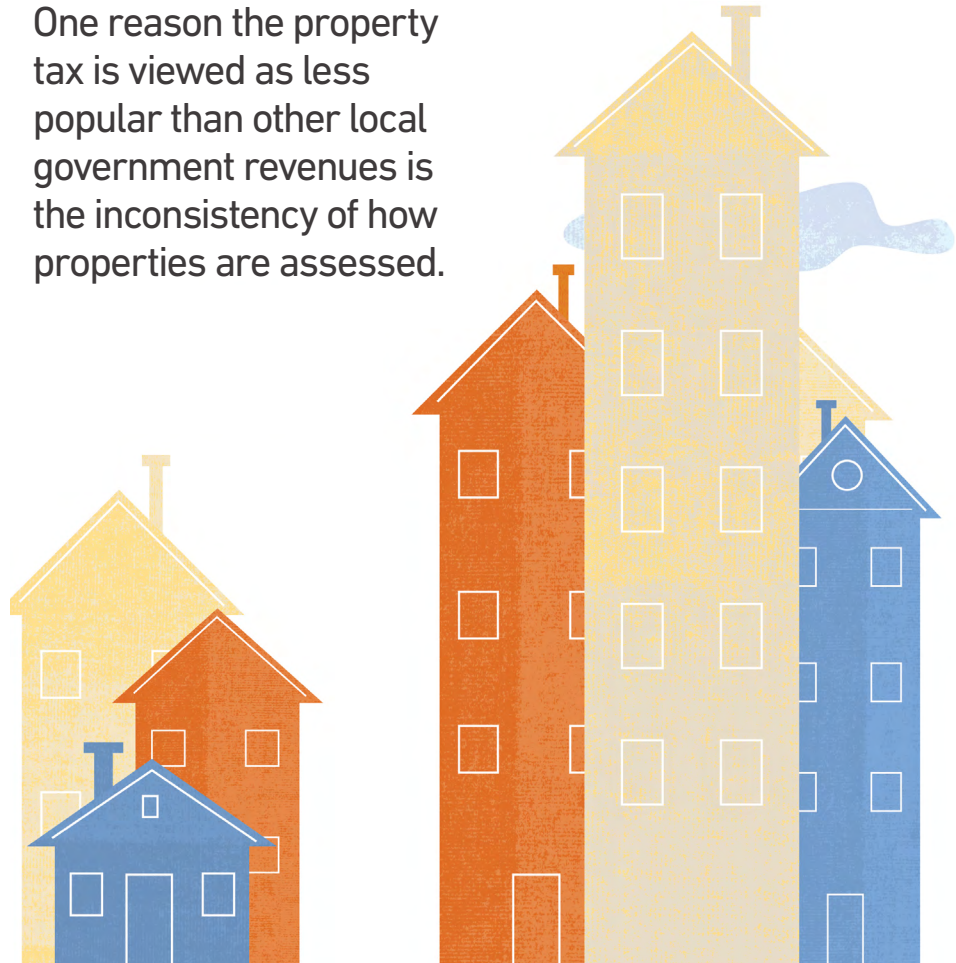 One reason the property
tax is viewed as less
popular than other local
government revenues is
the inconsistency of how
properties are assessed.